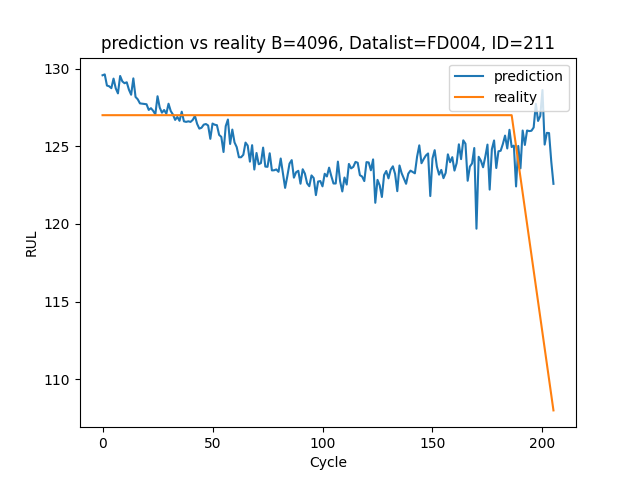 prediction vs reality B=4096, Datalist=FD004, ID=211
prediction
reality
130
125
120
115
110
RUL
0
50
100
150
200
Cycle